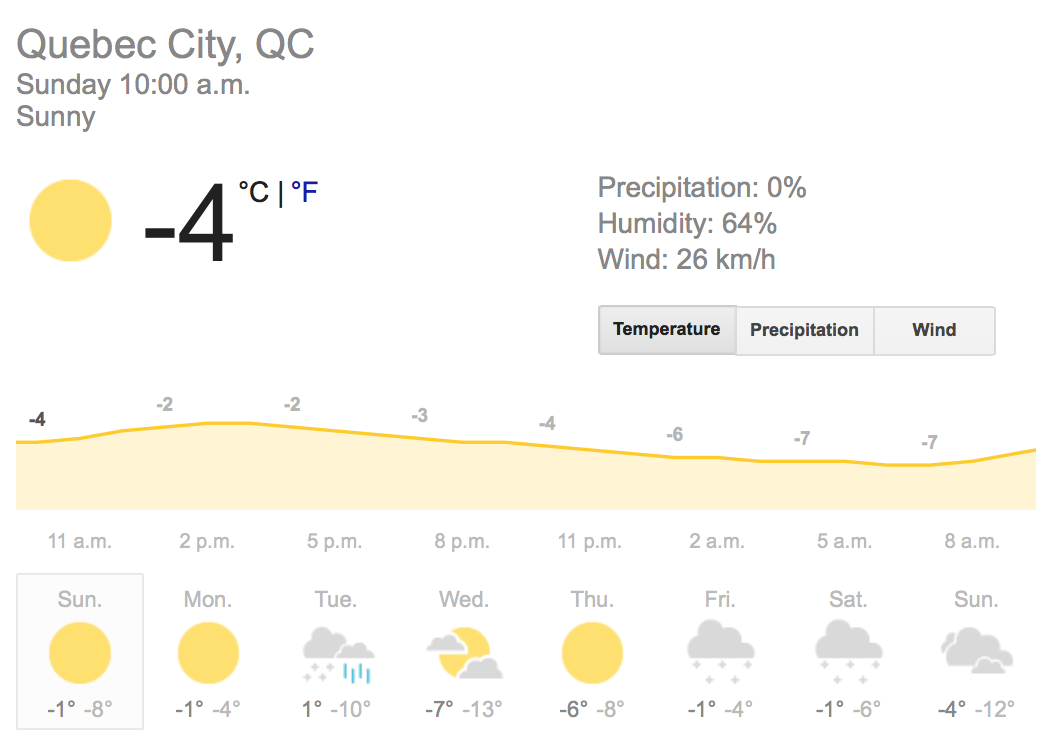 Quebec City, QC
Sunday 10:00 a.m.
Sunny
-4 °C | °F
Precipitation: 0%
Humidity: 64%
Wind: 26 km/h
Temperature Precipitation Wind
-4 -2 -2 -3 -4 -6 -7 -7
11 a.m. 2 p.m. 5 p.m. 8 p.m. 11 p.m. 2 a.m. 5 a.m. 8 a.m.
Sun. Mon. Tue. Wed. Thu. Fri. Sat. Sun.
-1° -8° -1° -4° 1° -10° -7° -13° -6° -8° -1° -4° -1° -6° -4° -12°